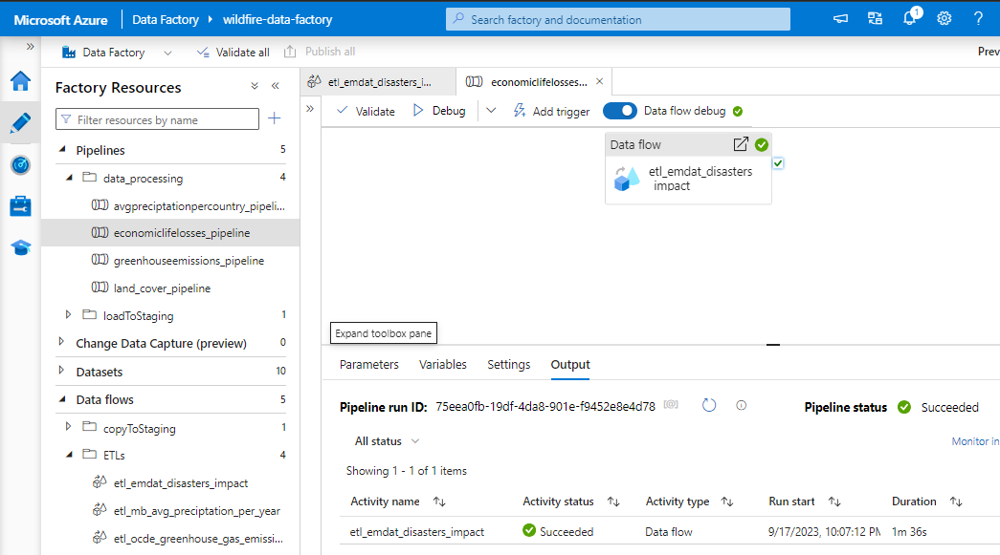 Microsoft Azure
Data Factory
wildfire-data-factory
Search factory and documentation
1
Data Factory
Validate all
Publish all
Prev
Factory Resources
Filter resources by name
Pipelines 5
data_processing 4
avgpreciptationpercountry_pipeli...
economiclifelosses_pipeline
greenhouseemissions_pipeline
land_cover_pipeline
loadToStaging 1
Change Data Capture (preview) 0
Datasets 10
Data flows 5
copyToStaging 1
ETLs 4
etl_emdat_disasters_impact
etl_mb_avg_preciptation_per_year
etl_ocde_greenhouse_gas_emissi...
etl_emdat_disasters_i...
economiclifelosses...
Validate
Debug
Add trigger
Data flow debug
Data flow
etl_emdat_disasters
impact
Expand toolbox pane
Parameters
Variables
Settings
Output
Pipeline run ID: 75eea0fb-19df-4da8-901e-f9452e8e4d78
Pipeline status Succeeded
All status
Monitor in
Showing 1 - 1 of 1 items
Activity name Activity status Activity type Run start Duration
etl_emdat_disasters_impact Succeeded Data flow 9/17/2023, 10:07:12 PM 1m 36s